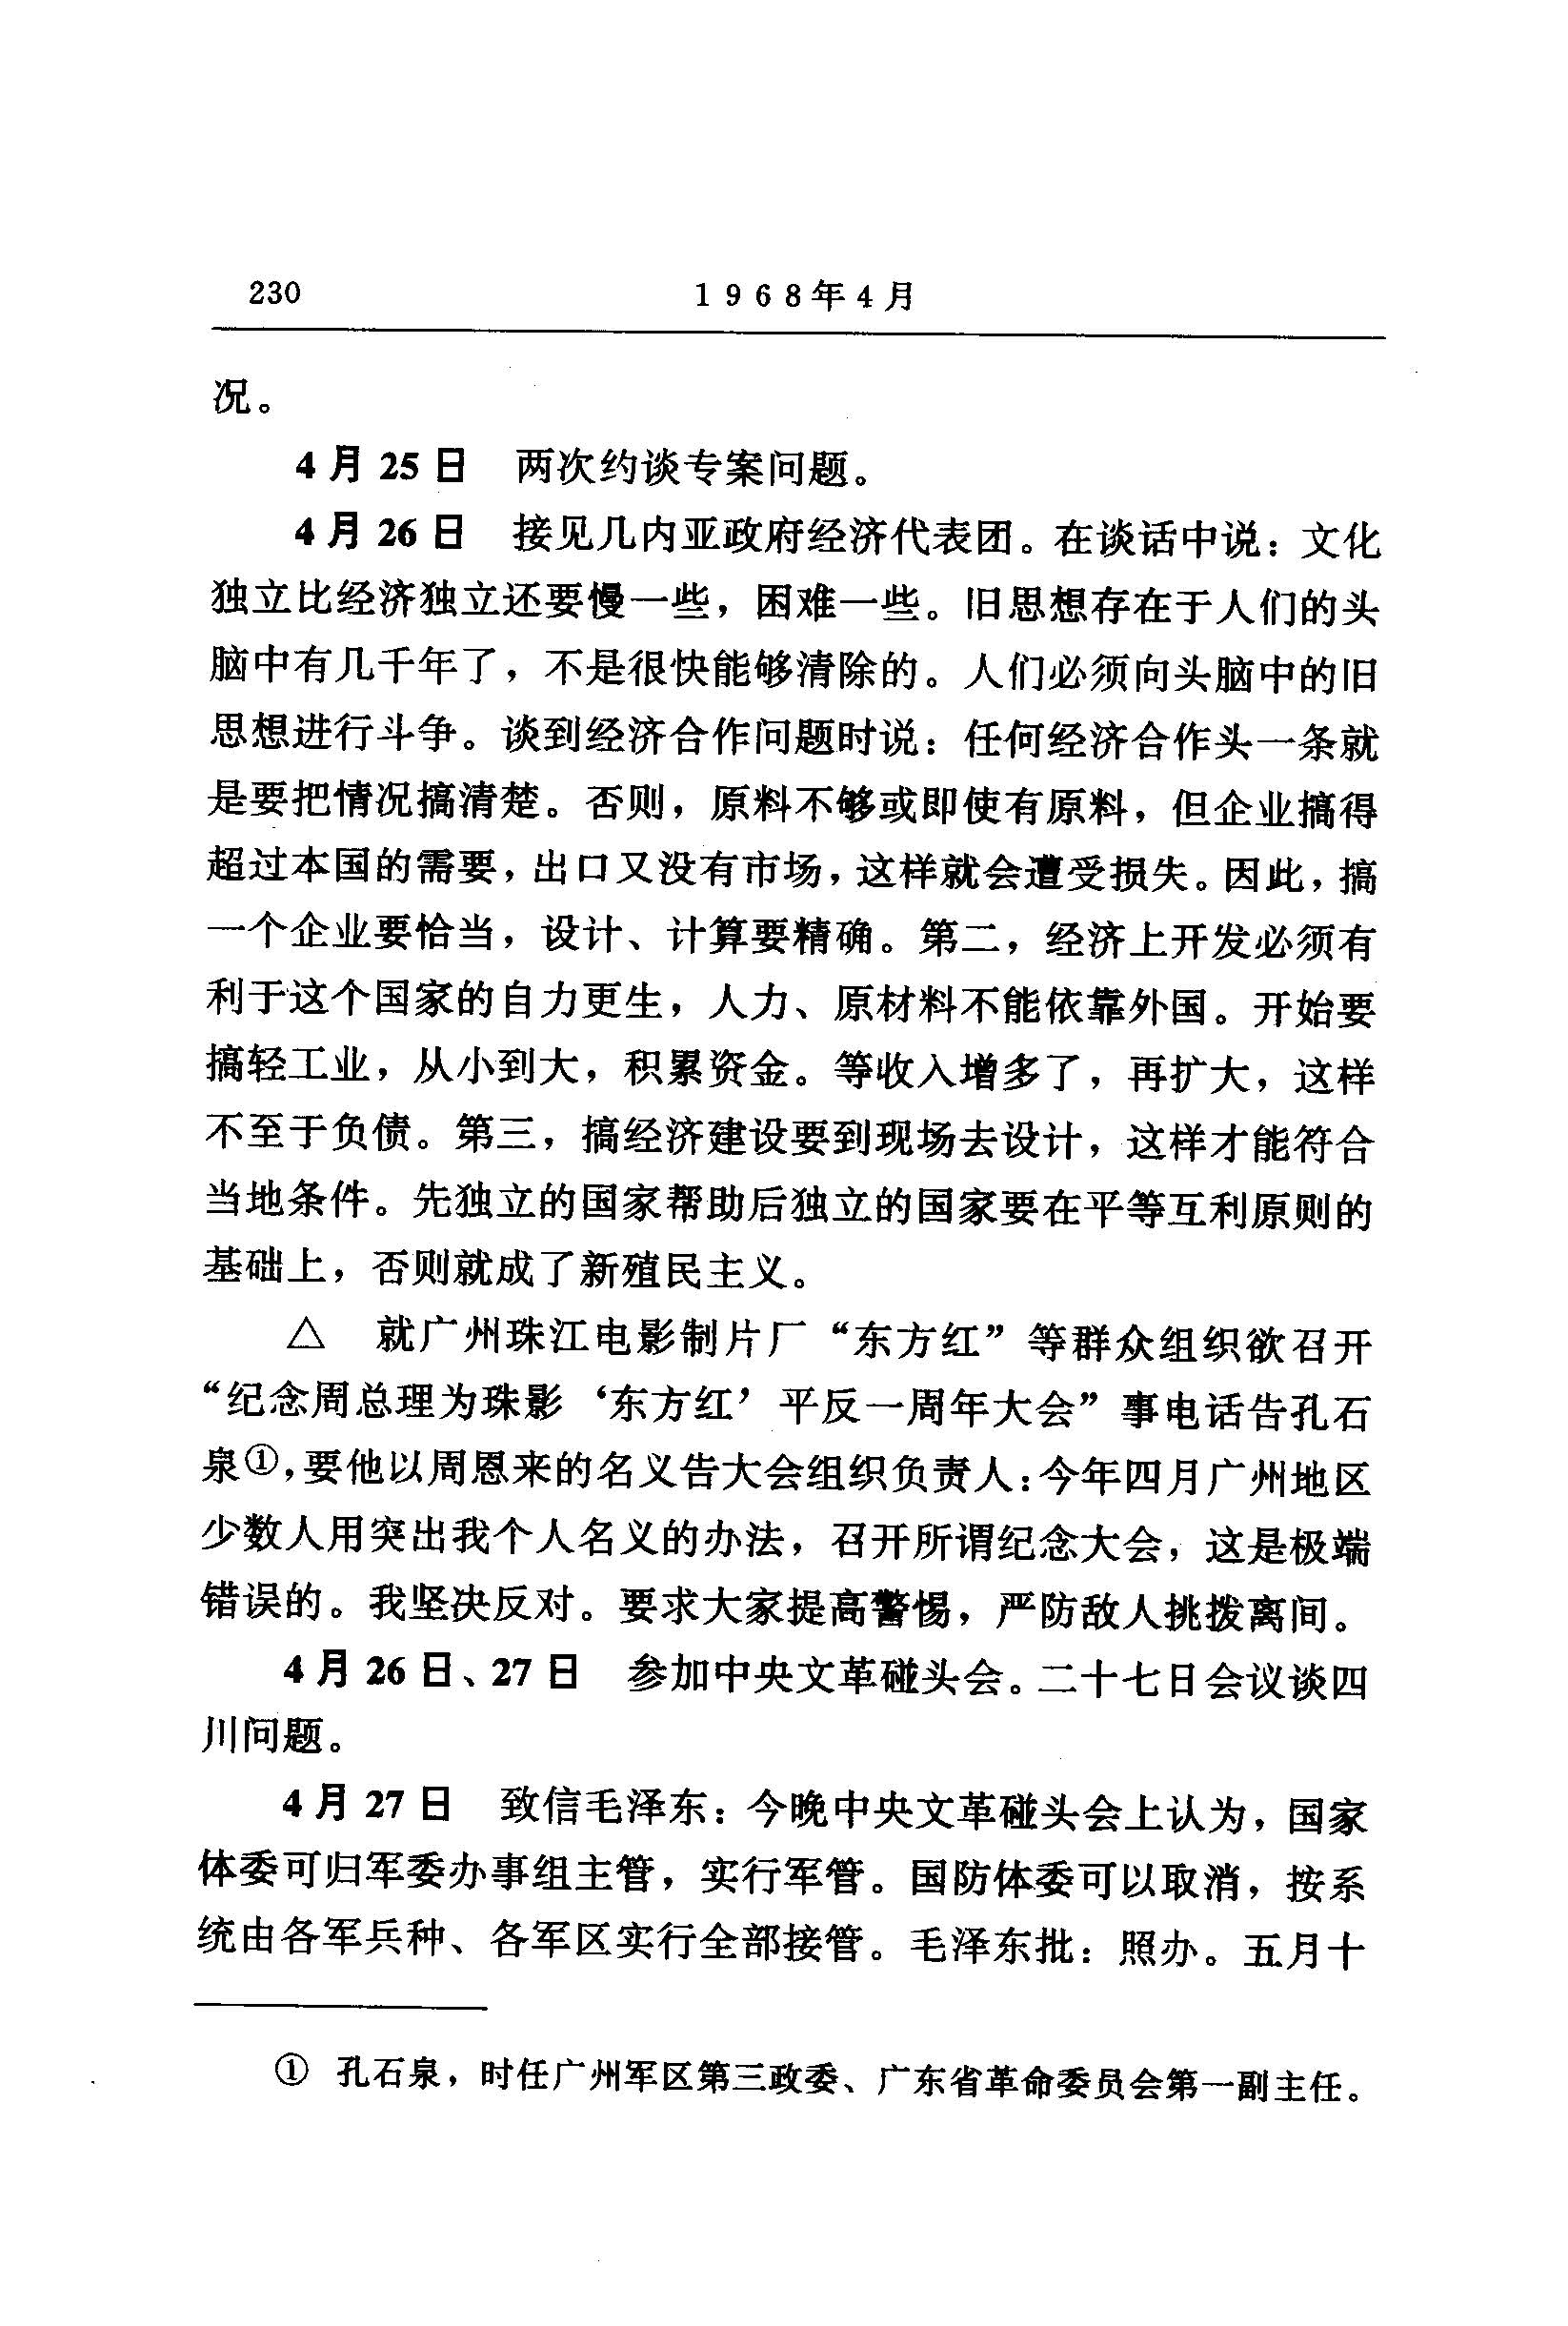 230 1968年4月
况。
4月25日 两次约谈专案问题。
4月26日 接见几内亚政府经济代表团。在谈话中说：文化
独立比经济独立还要慢一些，困难一些。旧思想存在于人们的头
脑中有几千年了，不是很快能够清除的。人们必须向头脑中的旧
思想进行斗争。谈到经济合作问题时说：任何经济合作头一条就
是要把情况搞清楚。否则，原料不够或即使有原料，但企业搞得
超过本国的需要，出口又没有市场，这样就会遭受损失。因此，搞
一个企业要恰当，设计、计算要精确。第二，经济上开发必须有
利于这个国家的自力更生，人力、原材料不能依靠外国。开始要
搞轻工业，从小到大，积累资金。等收入增多了，再扩大，这样
不至于负债。第三，搞经济建设要到现场去设计，这样才能符合
当地条件。先独立的国家帮助后独立的国家要在平等互利原则的
基础上，否则就成了新殖民主义。
△ 就广州珠江电影制片厂“东方红”等群众组织欲召开
“纪念周总理为珠影‘东方红’平反一周年大会”事电话告孔石
泉①，要他以周恩来的名义告大会组织负责人：今年四月广州地区
少数人用突出我个人名义的办法，召开所谓纪念大会，这是极端
错误的。我坚决反对。要求大家提高警惕，严防敌人挑拨离间。
4月26日、27日 参加中央文革碰头会。二十七日会议谈四
川问题。
4月27日 致信毛泽东：今晚中央文革碰头会上认为，国家
体委可归军委办事组主管，实行军管。国防体委可以取消，按系
统由各军兵种、各军区实行全部接管。毛泽东批：照办。五月十
① 孔石泉，时任广州军区第三政委、广东省革命委员会第一副主任。